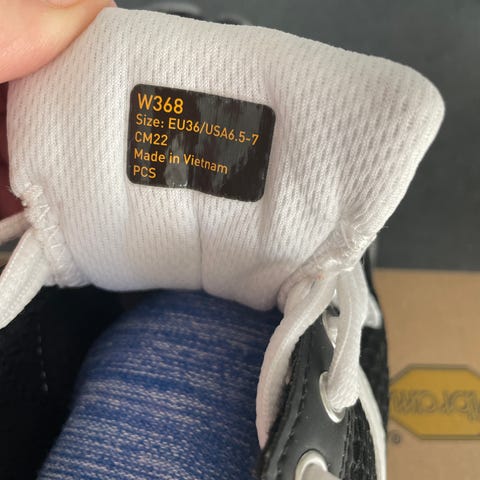 W368
Size: EU36/USA6.5-7
CM22
Made in Vietnam
PCS